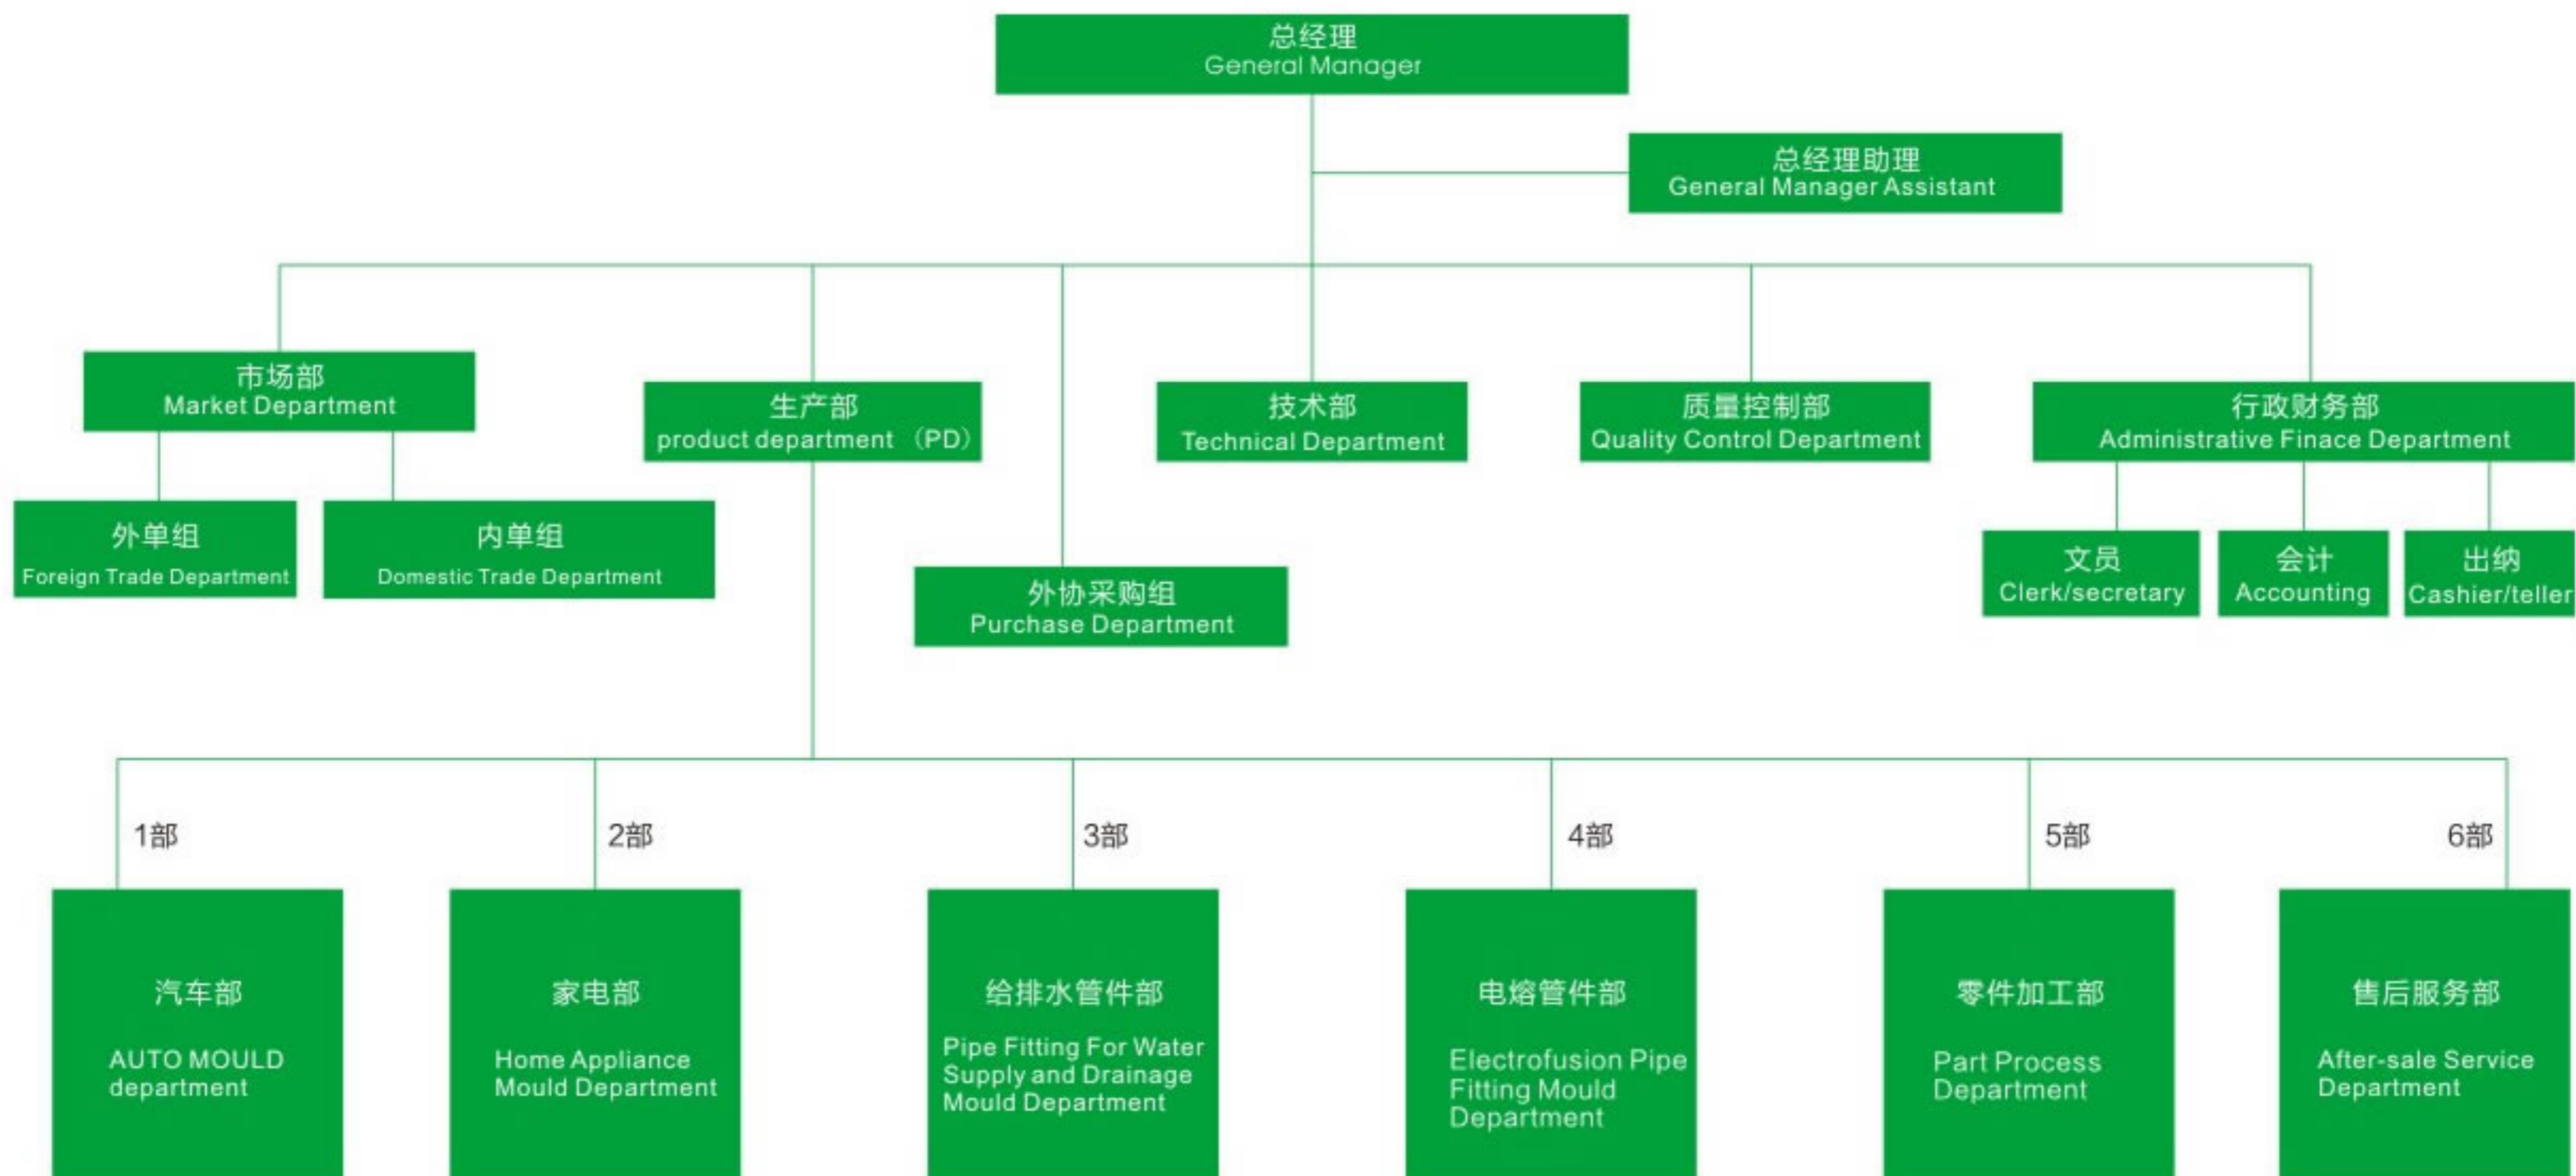 总经理
General Manager
总经理助理
General Manager Assistant
市场部
Market Department
生产部
product department （PD）
技术部
Technical Department
质量控制部
Quality Control Department
行政财务部
Administrative Finace Department
外单组
Foreign Trade Department
内单组
Domestic Trade Department
外协采购组
Purchase Department
文员
Clerk/secretary
会计
Accounting
出纳
Cashier/teller
1部
2部
3部
4部
5部
6部
汽车部
AUTO MOULD
department
家电部
Home Appliance
Mould Department
给排水管件部
Pipe Fitting For Water
Supply and Drainage
Mould Department
电熔管件部
Electrofusion Pipe
Fitting Mould
Department
零件加工部
Part Process
Department
售后服务部
After-sale Service
Department